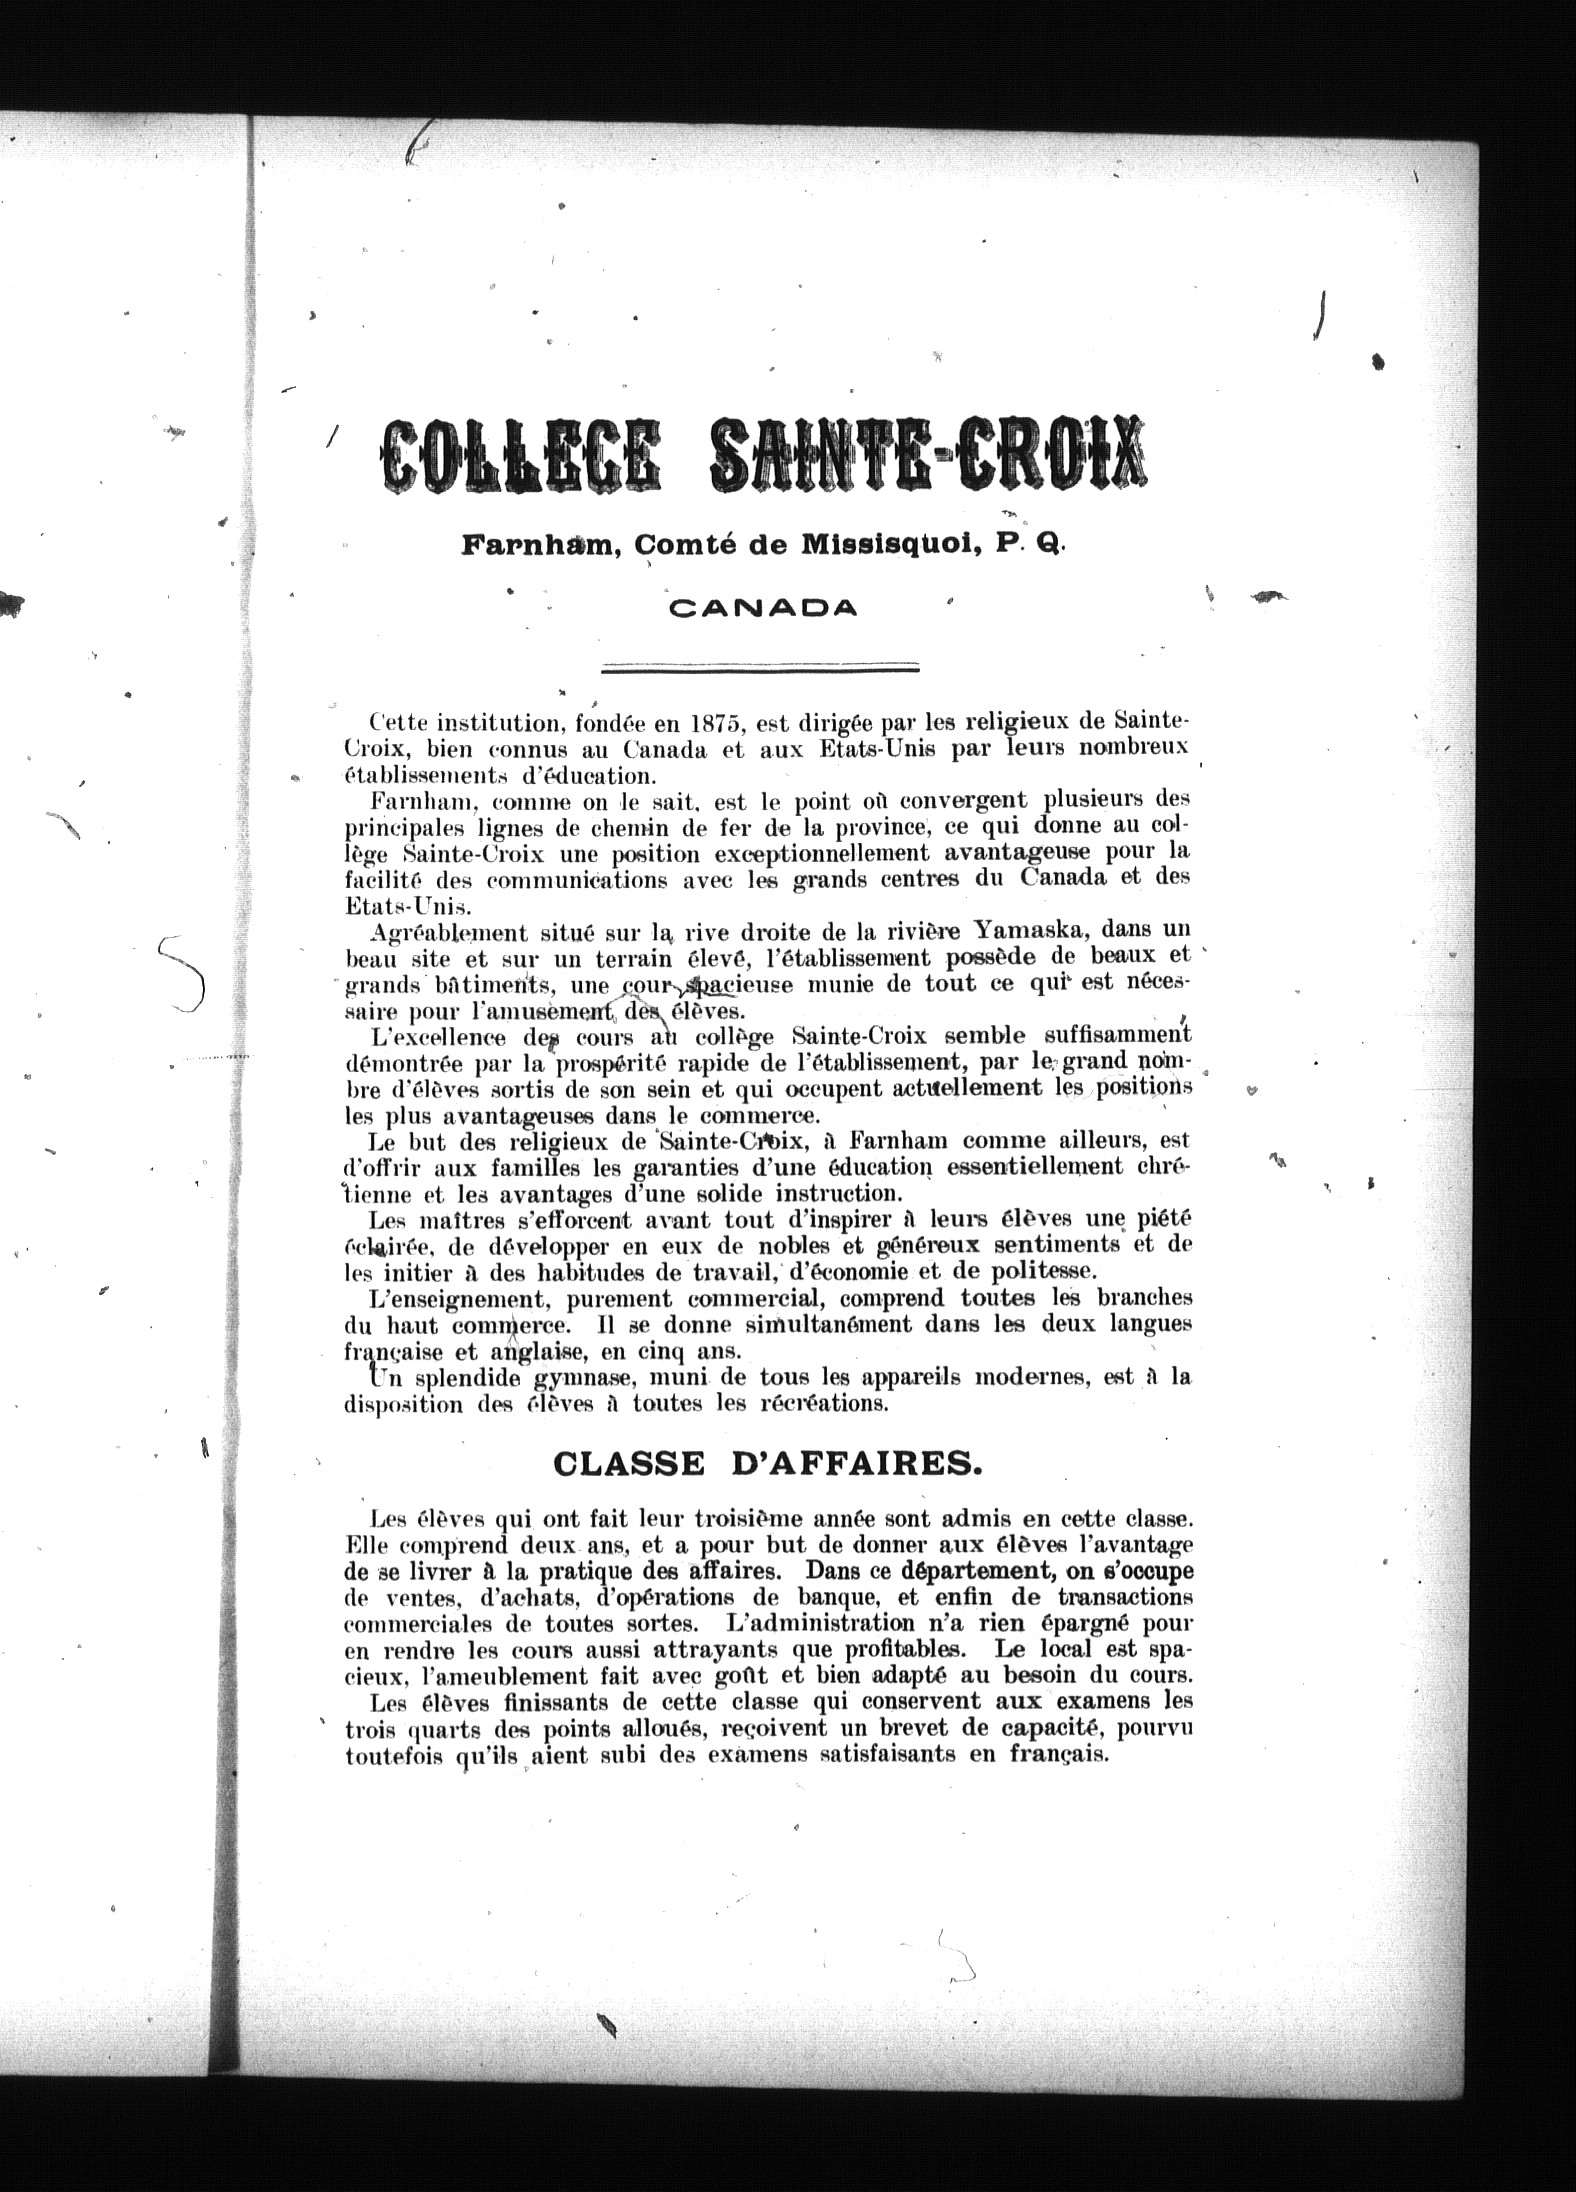 COLLEGE SAINTE-CROIX
Farnham, Comté de Missisquoi, P. Q.
CANADA
Cette institution, fondée en 1875, est dirigée par les religieux de Sainte-
Croix, bien connus au Canada et aux Etats-Unis par leurs nombreux
établissements d'éducation.
Farnham, comme on le sait, est le point où convergent plusieurs des
principales lignes de chemin de fer de la province, ce qui donne au col-
lège Sainte-Croix une position exceptionnellement avantageuse pour la
facilité des communications avec les grands centres du Canada et des
Etats-Unis.
Agréablement situé sur la rive droite de la rivière Yamaska, dans un
beau site et sur un terrain élevé, l'établissement possède de beaux et
grands bâtiments, une cour spacieuse munie de tout ce qui est néces-
saire pour l'amusement des élèves.
L'excellence des cours au collège Sainte-Croix semble suffisamment
démontrée par la prospérité rapide de l'établissement, par le grand nom-
bre d'élèves sortis de son sein et qui occupent actuellement les positions
les plus avantageuses dans le commerce.
Le but des religieux de Sainte-Croix, à Farnham comme ailleurs, est
d'offrir aux familles les garanties d'une éducation essentiellement chré-
tienne et les avantages d'une solide instruction.
Les maîtres s'efforcent avant tout d'inspirer à leurs élèves une piété
éclairée, de développer en eux de nobles et généreux sentiments et de
les initier à des habitudes de travail, d'économie et de politesse.
L'enseignement, purement commercial, comprend toutes les branches
du haut commerce. Il se donne simultanément dans les deux langues
française et anglaise, en cinq ans.
Un splendide gymnase, muni de tous les appareils modernes, est à la
disposition des élèves à toutes les récréations.
CLASSE D'AFFAIRES.
Les élèves qui ont fait leur troisième année sont admis en cette classe.
Elle comprend deux ans, et a pour but de donner aux élèves l'avantage
de se livrer à la pratique des affaires. Dans ce département, on s'occupe
de ventes, d'achats, d'opérations de banque, et enfin de transactions
commerciales de toutes sortes. L'administration n'a rien épargné pour
en rendre les cours aussi attrayants que profitables. Le local est spa-
cieux, l'ameublement fait avec goût et bien adapté au besoin du cours.
Les élèves finissants de cette classe qui conservent aux examens les
trois quarts des points alloués, reçoivent un brevet de capacité, pourvu
toutefois qu'ils aient subi des examens satisfaisants en français.